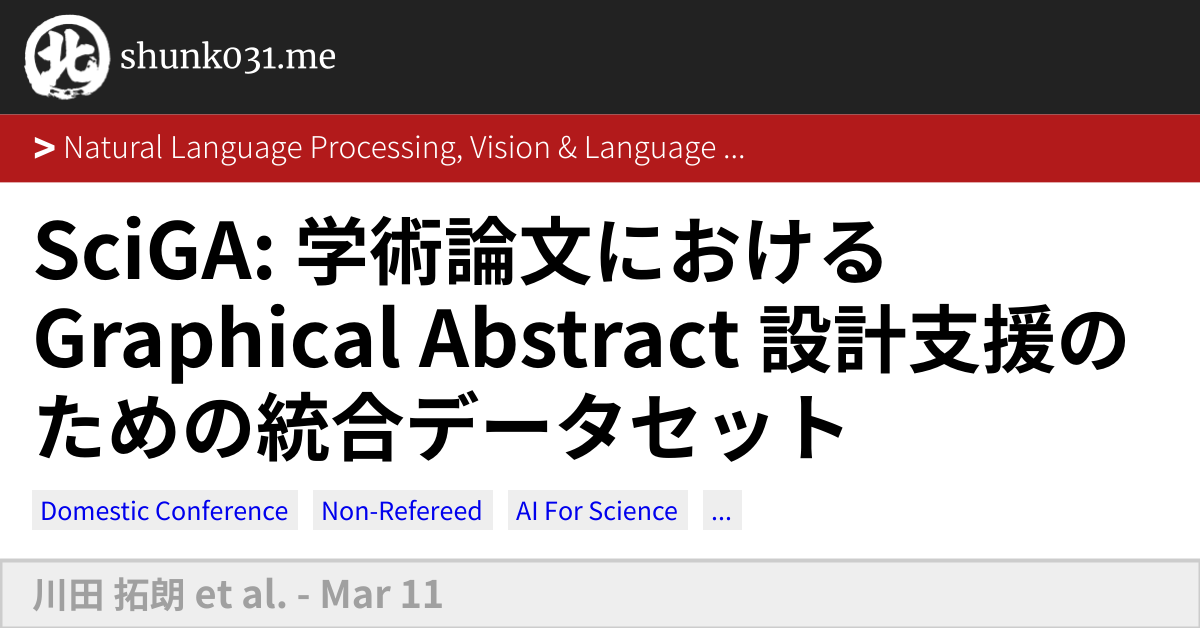 北 shunk031.me
> Natural Language Processing, Vision & Language ...
SciGA: 学術論文における
Graphical Abstract 設計支援の
ための統合データセット
Domestic Conference Non-Refereed AI For Science ...
川田 拓朗 et al. - Mar 11